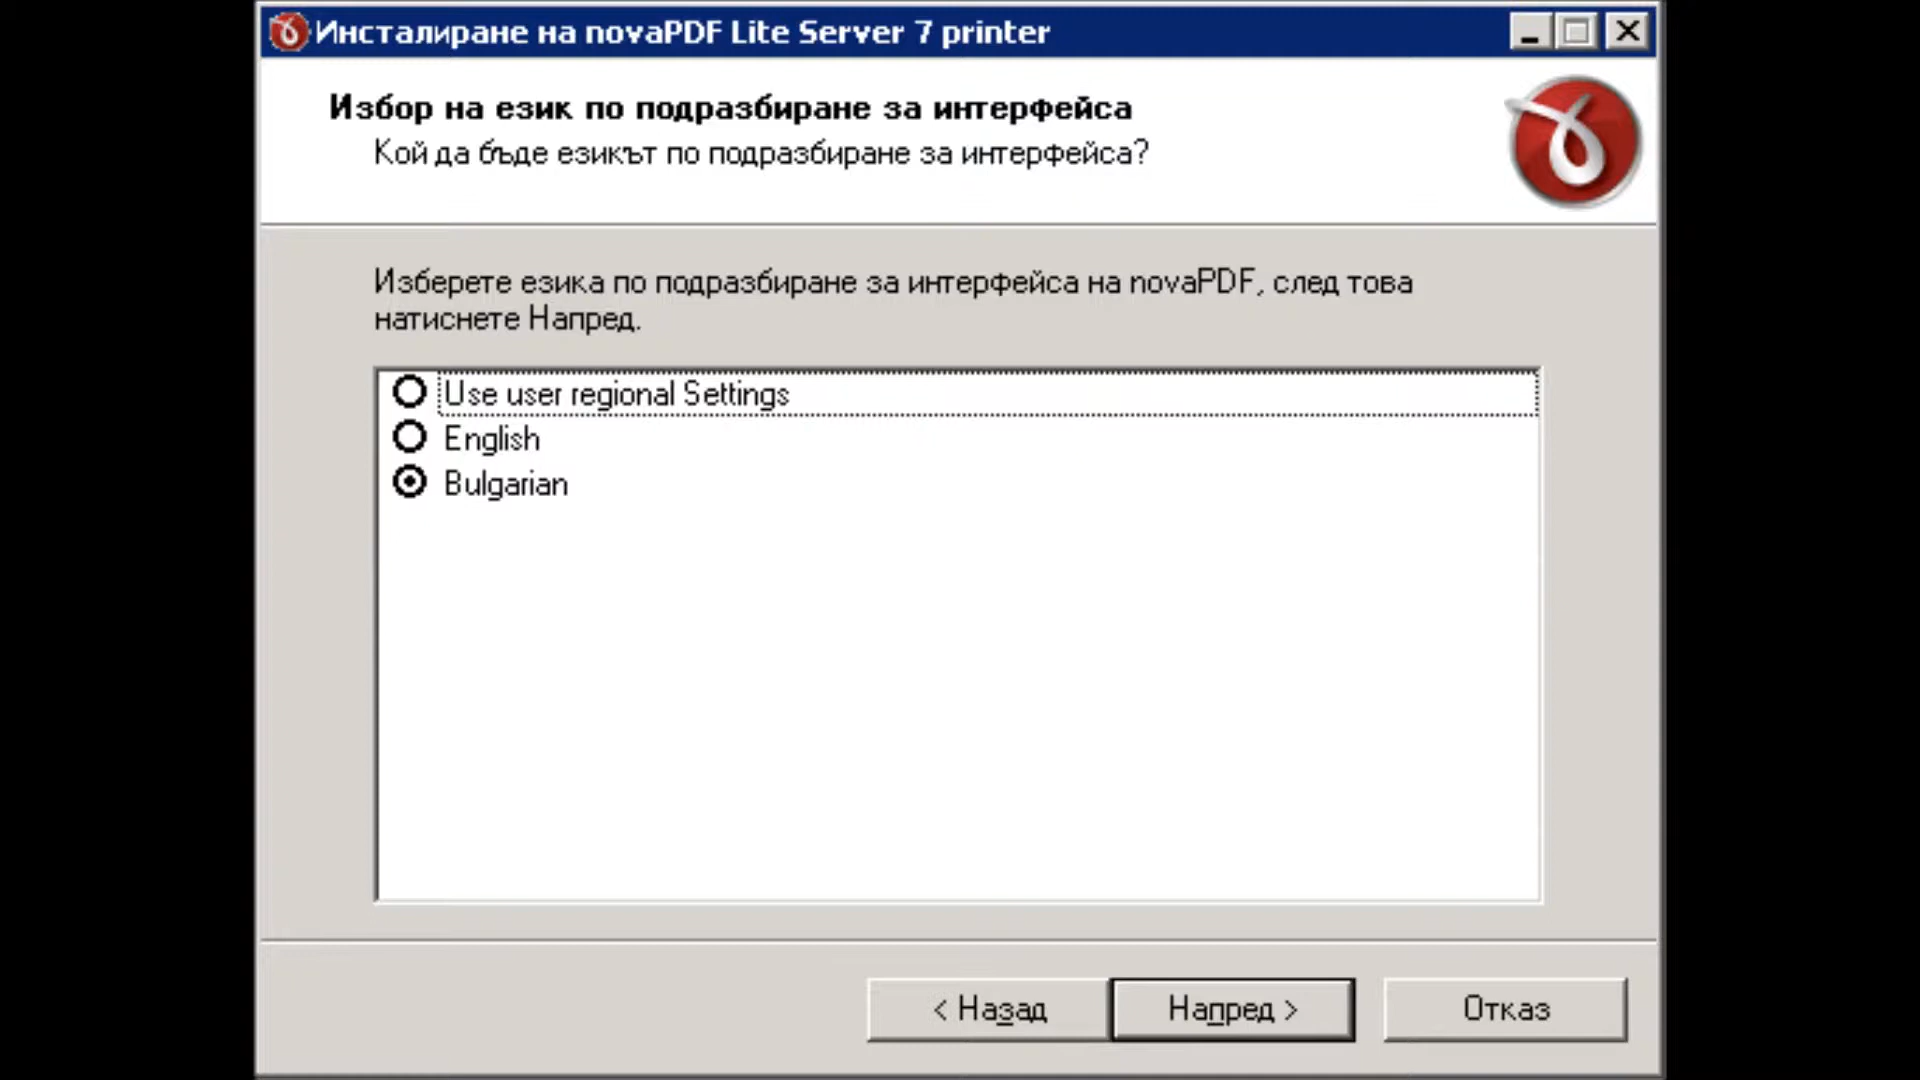 Инсталиране на novaPDF Lite Server 7 printer
Избор на език по подразбиране за интерфейса
Кой да бъде езикът по подразбиране за интерфейса?
Изберете езика по подразбиране за интерфейса на novaPDF, след това
натиснете Напред.
Use user regional Settings
English
Bulgarian
< Назад
Напред >
Отказ